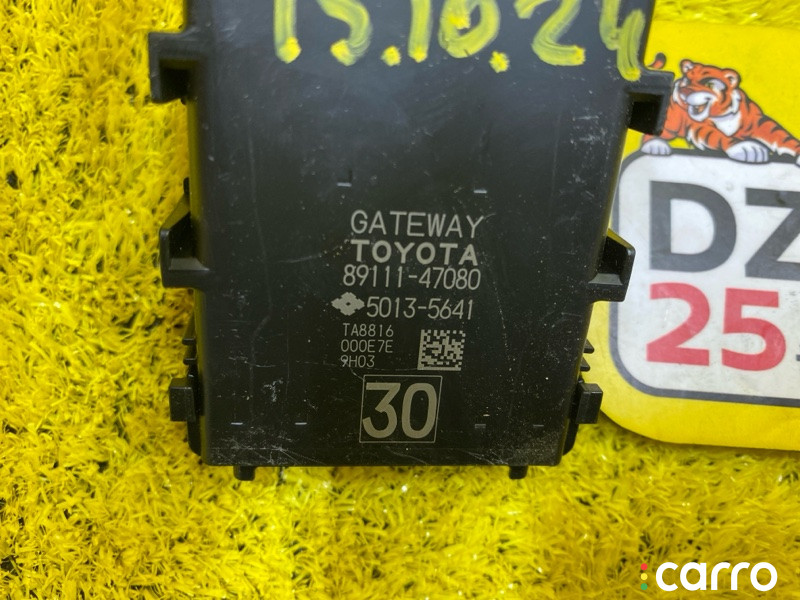 15.10.24
GATEWAY
TOYOTA
89111-47080
5013-5641
TA8816
000E7E
9H03
30
DZ
25.
carro